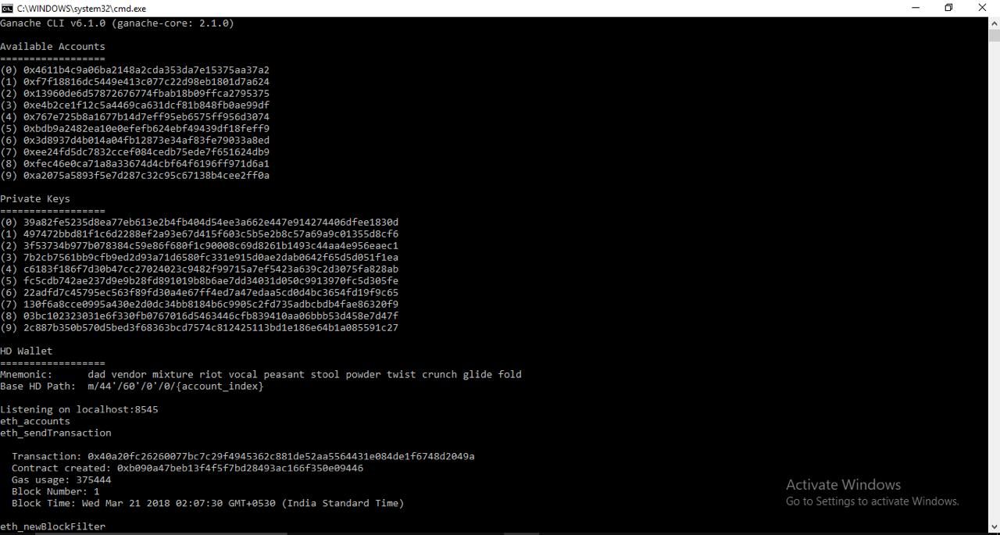 C:\WINDOWS\system32\cmd.exe
Ganache CLI v6.1.0 (ganache-core: 2.1.0)
Available Accounts
==================
(0) 0x4611b4c9a06ba2148a2cda353da7e15375aa37a2
(1) 0xf7f18816dc5449e413c077c22d98eb1801d7a624
(2) 0x13960de6d57872676774fbab18b09ffca2795375
(3) 0xe4b2ce1f12c5a4469ca631dcf81b848fb0ae99df
(4) 0x767e725b8a1677b14d7eff95eb6575ff956d3074
(5) 0xbdb9a2482ea10e0efefb624ebf49439df18feff9
(6) 0x3d8937d4b014a04fb12873e34af83fe79033a8ed
(7) 0xee24fd5dc7832ccef084cedb75ede7f651624db9
(8) 0xfec46e0ca71a8a33674d4cbf64f6196ff971d6a1
(9) 0xa2075a5893f5e7d287c32c95c67138b4cee2ff0a
Private Keys
==================
(0) 39a82fe5235d8ea77eb613e2b4fb404d54ee3a662e447e914274406dfee1830d
(1) 497472bbd81f1c6d2288ef2a93e67d415f603c5b5e2b8c57a69a9c01355d8cf6
(2) 3f53734b977b078384c59e86f680f1c90008c69d8261b1493c44aa4e956eaec1
(3) 7b2cb7561bb9cfb9ed2d93a71d6580fc331e915d0ae2dab0642f65d5d051f1ea
(4) c6183f186f7d30b47cc27024023c9482f99715a7ef5423a639c2d3075fa828ab
(5) fc5cdb742ae237d9e9b28fd891019b8b6ae7dd34031d050c9913970fc5d305fe
(6) 22adfd7c45795ec563f89fd30a4e67ff4ed7a47edaa5cd0d4bc3654fd19f9c65
(7) 130f6a8cce0995a430e2d0dc34bb8184b6c9905c2fd735adbcbdb4fae86320f9
(8) 03bc102323031e6f330fb0767016d5463446cfb839410aa06bbb53d458e7d47f
(9) 2c887b350b570d5bed3f68363bcd7574c812425113bd1e186e64b1a085591c27
HD Wallet
==================
Mnemonic:      dad vendor mixture riot vocal peasant stool powder twist crunch glide fold
Base HD Path:  m/44'/60'/0'/0/{account_index}
Listening on localhost:8545
eth_accounts
eth_sendTransaction
Transaction: 0x40a20fc26260077bc7c29f4945362c881de52aa5564431e084de1f6748d2049a
Contract created: 0xb090a47beb13f4f5f7bd28493ac166f350e09446
Gas usage: 375444
Block Number: 1
Block Time: Wed Mar 21 2018 02:07:30 GMT+0530 (India Standard Time)
eth_newBlockFilter
Activate Windows
Go to Settings to activate Windows.